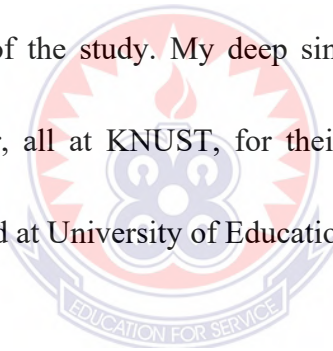 of the study. My deep sin
, all at KNUST, for thei
d at University of Educatio
EDUCATION FOR SERVICE